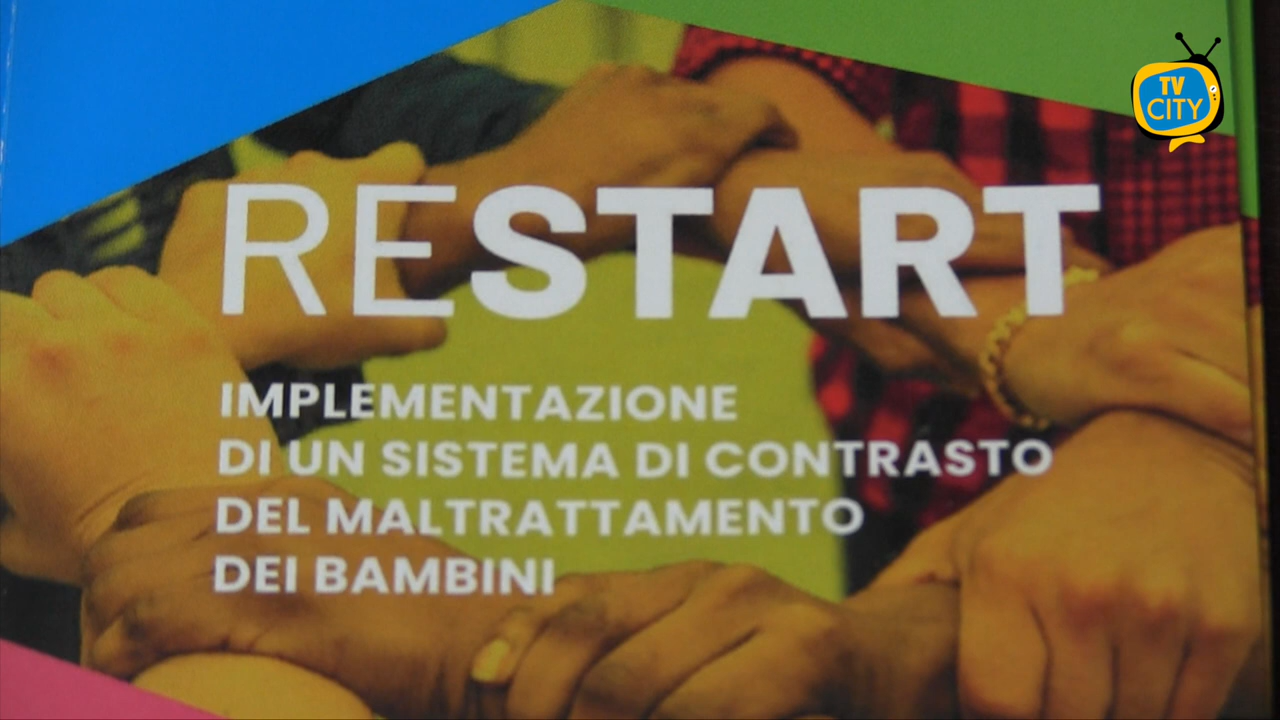 TV
CITY
RESTART
IMPLEMENTAZIONE
DI UN SISTEMA DI CONTRASTO
DEL MALTRATTAMENTO
DEI BAMBINI